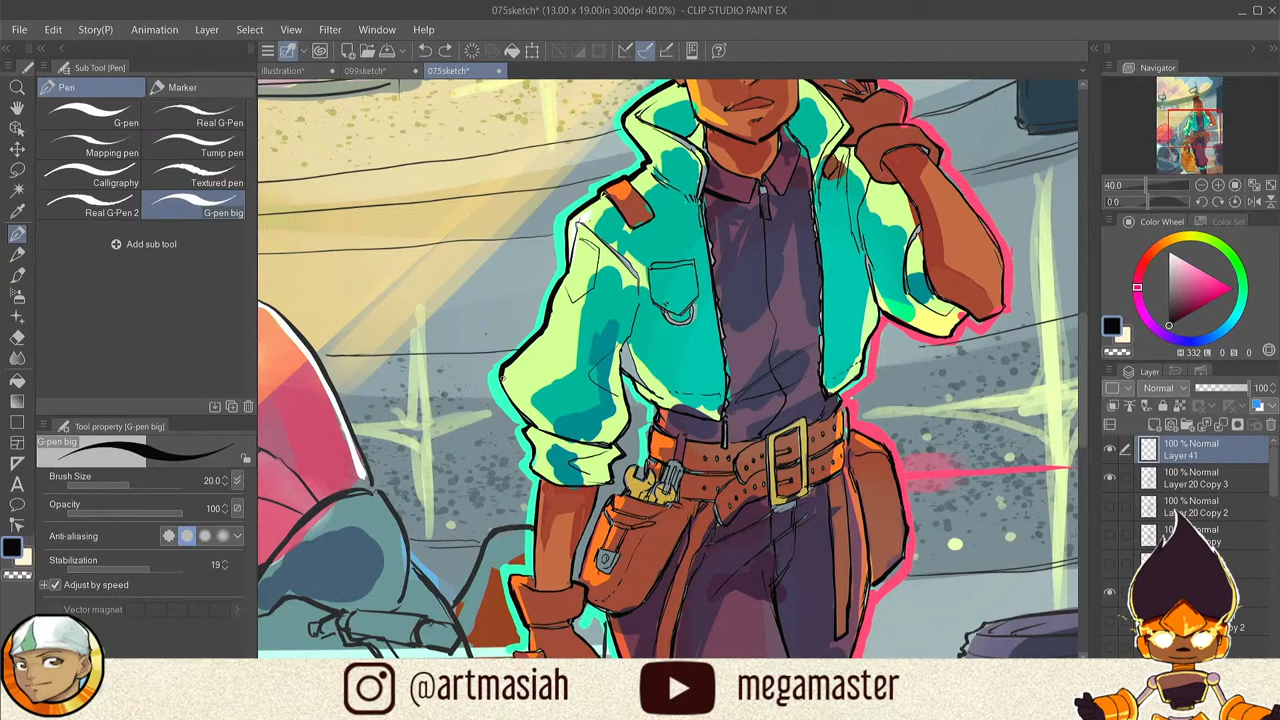 075sketch* (13.00 x 19.00in 300dpi 40.0%) - CLIP STUDIO PAINT EX
File Edit Story(P) Animation Layer Select View Filter Window Help
Sub Tool [Pen]
Illustration* 099sketch* 075sketch*
Navigator
Pen Marker
G-pen Real G-Pen
Mapping pen Turnip pen
Calligraphy Textured pen
Real G-Pen 2 G-pen big
Add sub tool
40.0
0.0
Color Wheel Color Set
H 332 S 0 V 0
Layer
Normal 100
100 % Normal
Layer 41
100 % Normal
Layer 20 Copy 3
100 % Normal
Layer 20 Copy 2
Tool property [G-pen big]
G-pen big
Brush Size 20.0
Opacity 100
Anti-aliasing
Stabilization 19
Adjust by speed
Vector magnet
@artmasiah megamaster